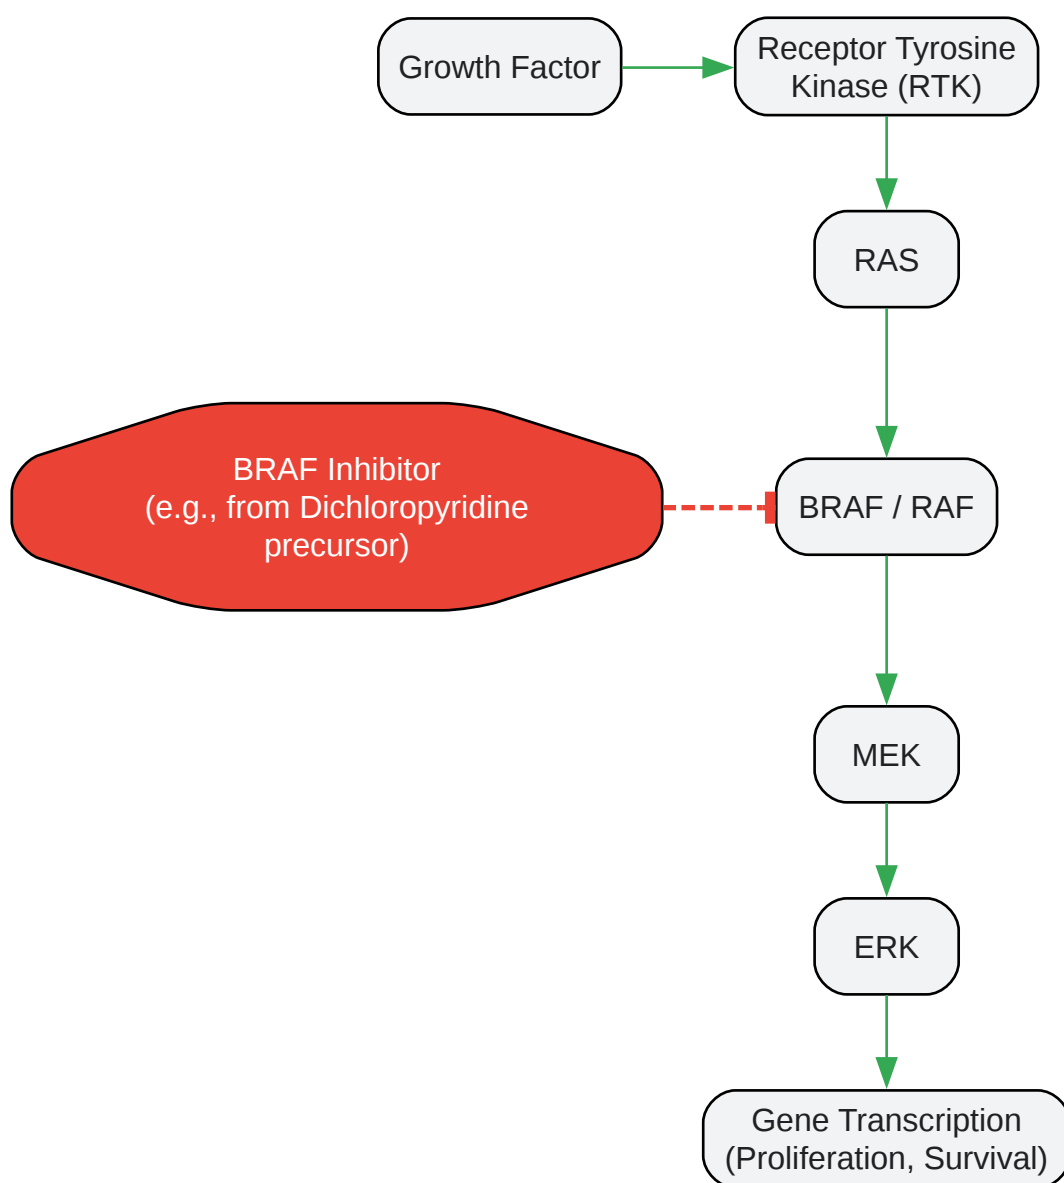 Growth Factor
Receptor Tyrosine
Kinase (RTK)
RAS
BRAF Inhibitor
(e.g., from Dichloropyridine
precursor)
BRAF / RAF
MEK
ERK
Gene Transcription
(Proliferation, Survival)